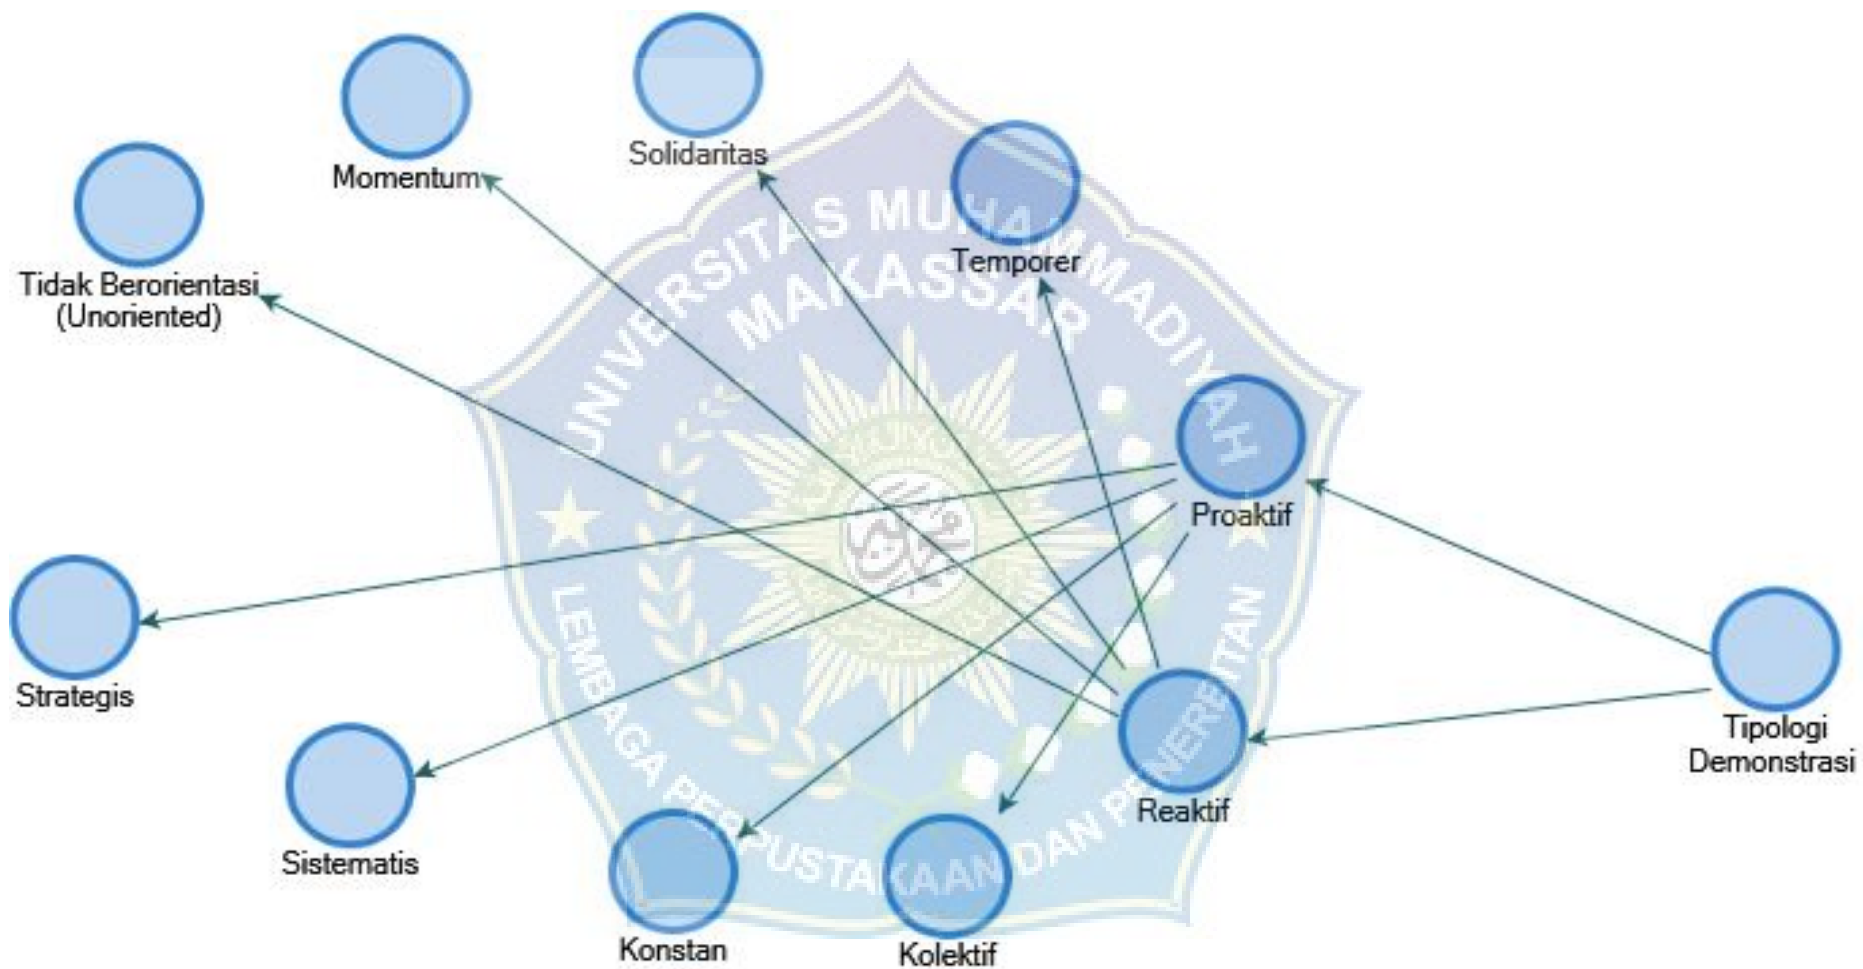 Solidaritas
Momentum
Temporer
Tidak Berorientasi
(Unoriented)
UNIVERSITAS MUHAMMADIYAH
MAKASSAR
Proaktif
Strategis
Tipologi
Demonstrasi
Reaktif
Sistematis
Konstan
Kolektif
LEMBAGA PERPUSTAKAAN DAN PENERBITAN